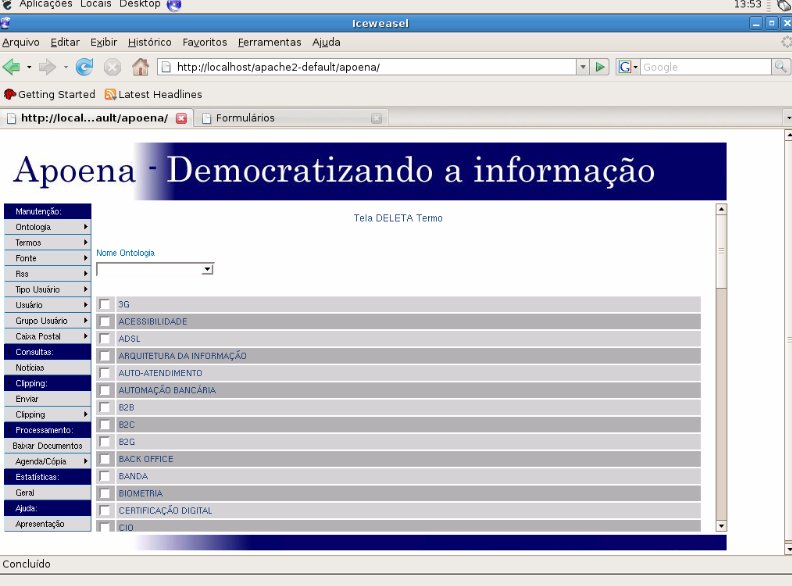 Aplicações Locais Desktop
13:53
Iceweasel
Arquivo Editar Exibir Histórico Favoritos Ferramentas Ajuda
http://localhost/apache2-default/apoena/
G Google
Getting Started Latest Headlines
http://local...ault/apoena/ Formulários
Apoena - Democratizando a informação
Manutenção:
Ontologia
Termos
Fonte
Rss
Tipo Usuário
Usuário
Grupo Usuário
Caixa Postal
Consultas:
Notícias
Clipping:
Enviar
Clipping
Processamento:
Baixar Documentos
Agenda/Cópia
Estatísticas:
Geral
Ajuda:
Apresentação
Tela DELETA Termo
Nome Ontologia
3G
ACESSIBILIDADE
ADSL
ARQUITETURA DA INFORMAÇÃO
AUTO-ATENDIMENTO
AUTOMAÇÃO BANCÁRIA
B2B
B2C
B2G
BACK OFFICE
BANDA
BIOMETRIA
CERTIFICAÇÃO DIGITAL
CIO
Concluído